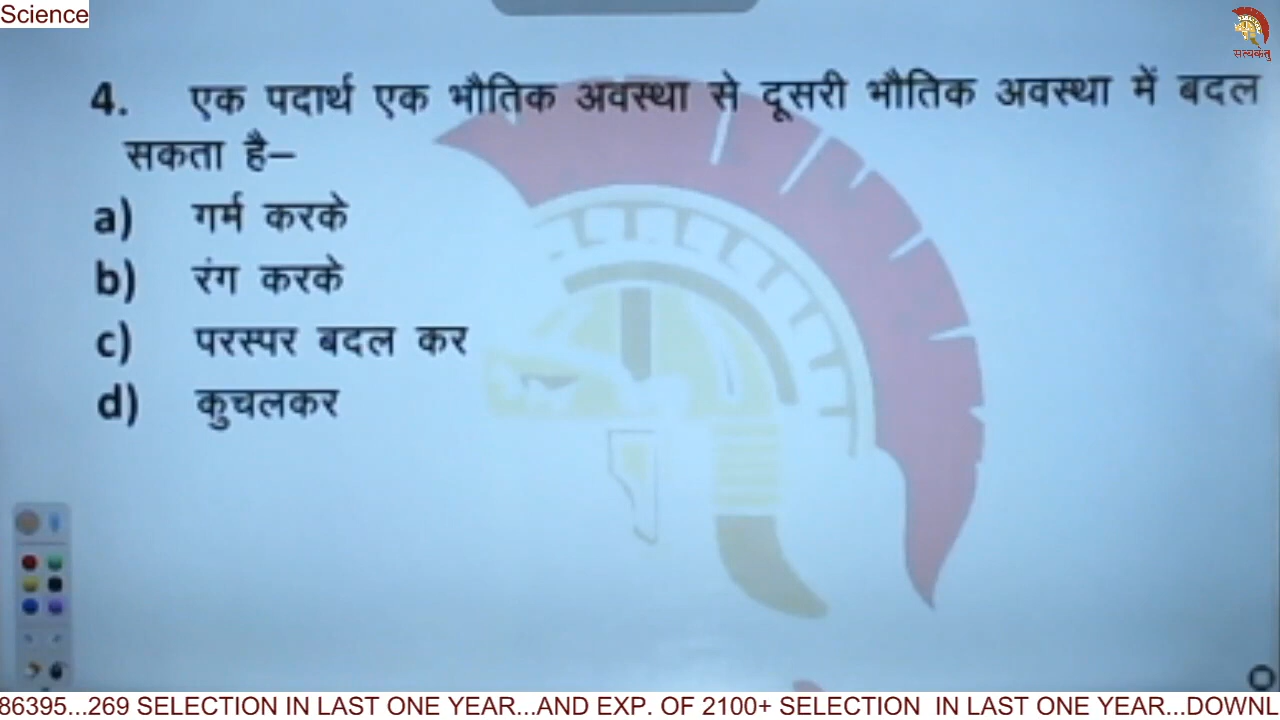 Science
सत्यकेतु
4. एक पदार्थ एक भौतिक अवस्था से दूसरी भौतिक अवस्था में बदल
सकता है–
a) गर्म करके
b) रंग करके
c) परस्पर बदल कर
d) कुचलकर
86395...269 SELECTION IN LAST ONE YEAR...AND EXP. OF 2100+ SELECTION IN LAST ONE YEAR...DOWNL